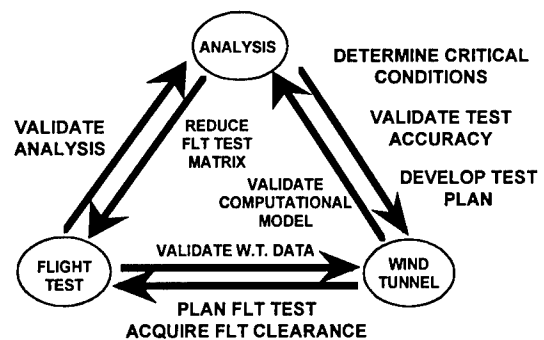 ANALYSIS
DETERMINE CRITICAL
CONDITIONS
VALIDATE TEST
ACCURACY
DEVELOP TEST
PLAN
VALIDATE
ANALYSIS
REDUCE
FLT TEST
MATRIX
VALIDATE
COMPUTATIONAL
MODEL
FLIGHT
TEST
VALIDATE W.T. DATA
WIND
TUNNEL
PLAN FLT TEST
ACQUIRE FLT CLEARANCE